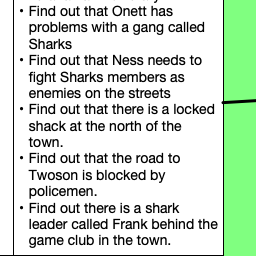 • Find out that Onett has
problems with a gang called
Sharks
• Find out that Ness needs to
fight Sharks members as
enemies on the streets
• Find out that there is a locked
shack at the north of the
town.
• Find out that the road to
Twoson is blocked by
policemen.
• Find out there is a shark
leader called Frank behind the
game club in the town.